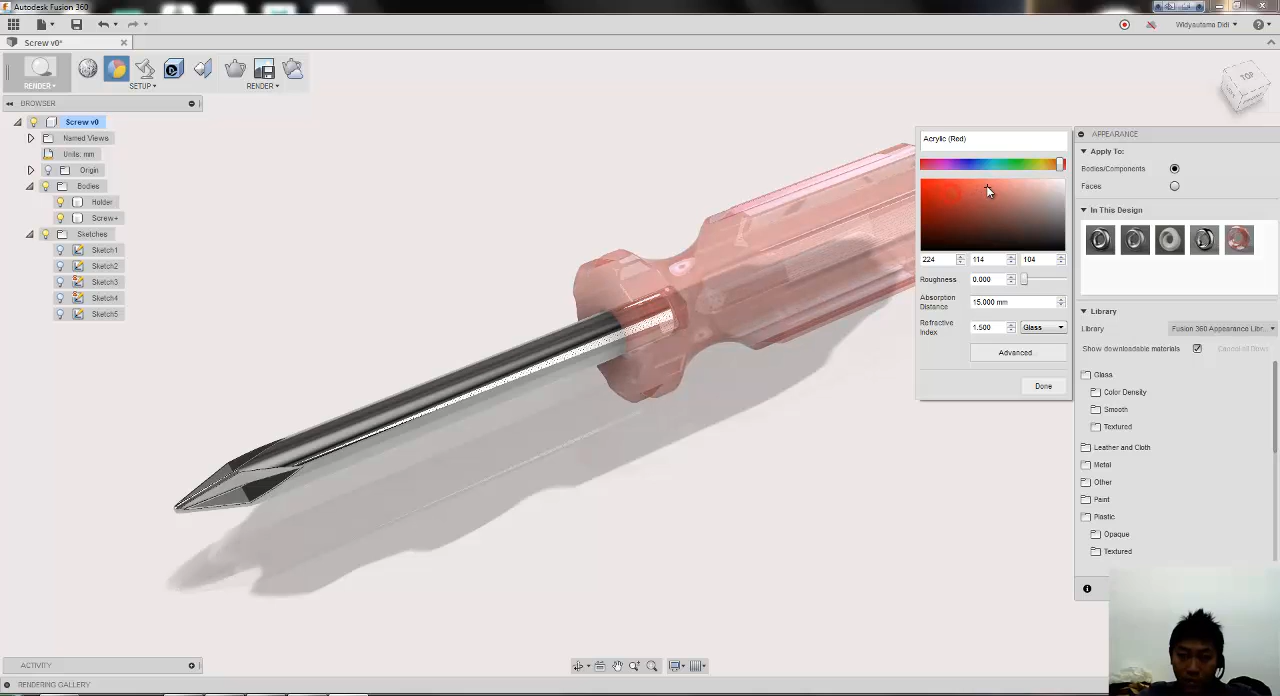 Autodesk Fusion 360
Widyautama Didi
Screw v0*
RENDER
SETUP
RENDER
BROWSER
Screw v0
Named Views
Units: mm
Origin
Bodies
Holder
Screw+
Sketches
Sketch1
Sketch2
Sketch3
Sketch4
Sketch5
TOP
Acrylic (Red)
224 114 104
Roughness 0.000
Absorption
Distance 15.000 mm
Refractive
Index 1.500 Glass
Advanced...
Done
APPEARANCE
Apply To:
Bodies/Components
Faces
In This Design
Library
Library Fusion 360 Appearance Libr...
Show downloadable materials Cancel all flows
Glass
Color Density
Smooth
Textured
Leather and Cloth
Metal
Other
Paint
Plastic
Opaque
Textured
ACTIVITY
RENDERING GALLERY